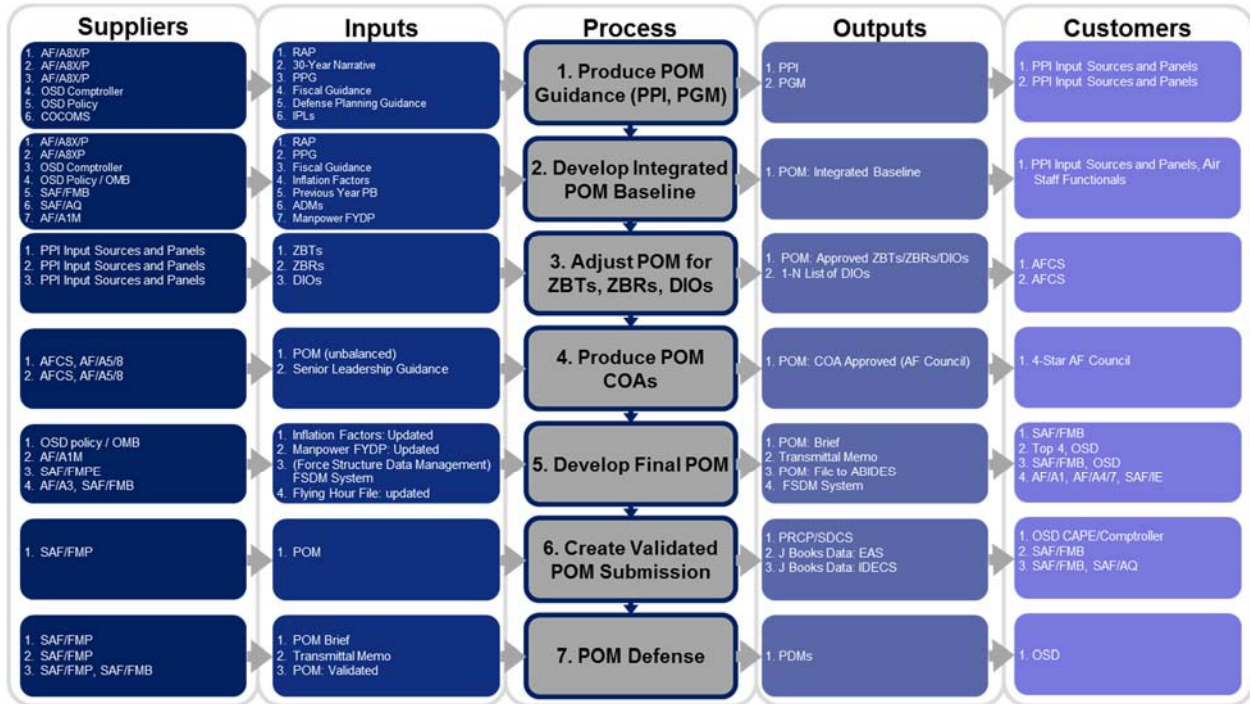 Suppliers
Inputs
Process
Outputs
Customers
1. AF/A8X/P
2. AF/A8X/P
3. AF/A8X/P
4. OSD Comptroller
5. OSD Policy
6. COCOMS
1. RAP
2. 30-Year Narrative
3. PPG
4. Fiscal Guidance
5. Defense Planning Guidance
6. IPLs
1. Produce POM
Guidance (PPI, PGM)
1. PPI
2. PGM
1. PPI Input Sources and Panels
2. PPI Input Sources and Panels
1. AF/A8X/P
2. AF/A8XP
3. OSD Comptroller
4. OSD Policy / OMB
5. SAF/FMB
6. SAF/AQ
7. AF/A1M
1. RAP
2. PPG
3. Fiscal Guidance
4. Inflation Factors
5. Previous Year PB
6. ADMs
7. Manpower FYDP
2. Develop Integrated
POM Baseline
1. POM: Integrated Baseline
1. PPI Input Sources and Panels, Air
Staff Functionals
1. PPI Input Sources and Panels
2. PPI Input Sources and Panels
3. PPI Input Sources and Panels
1. ZBTs
2. ZBRs
3. DIOs
3. Adjust POM for
ZBTs, ZBRs, DIOs
1. POM: Approved ZBTs/ZBRs/DIOs
2. 1-N List of DIOs
1. AFCS
2. AFCS
1. AFCS, AF/A5/8
2. AFCS, AF/A5/8
1. POM (unbalanced)
2. Senior Leadership Guidance
4. Produce POM
COAs
1. POM: COA Approved (AF Council)
1. 4-Star AF Council
1. OSD policy / OMB
2. AF/A1M
3. SAF/FMPE
4. AF/A3, SAF/FMB
1. Inflation Factors: Updated
2. Manpower FYDP: Updated
3. (Force Structure Data Management)
FSDM System
4. Flying Hour File: updated
5. Develop Final POM
1. POM: Brief
2. Transmittal Memo
3. POM: File to ABIDES
4. FSDM System
1. SAF/FMB
2. Top 4, OSD
3. SAF/FMB, OSD
4. AF/A1, AF/A4/7, SAF/IE
1. SAF/FMP
1. POM
6. Create Validated
POM Submission
1. PRCP/SDCS
2. J Books Data: EAS
3. J Books Data: IDECS
1. OSD CAPE/Comptroller
2. SAF/FMB
3. SAF/FMB, SAF/AQ
1. SAF/FMP
2. SAF/FMP
3. SAF/FMP, SAF/FMB
1. POM Brief
2. Transmittal Memo
3. POM: Validated
7. POM Defense
1. PDMs
1. OSD